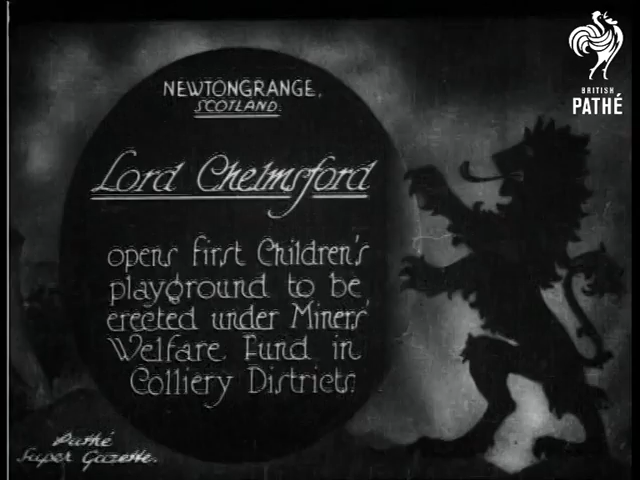 BRITISH
PATHÉ
NEWTONGRANGE,
SCOTLAND.
Lord Chelmsford
opens first Children's
playground to be
erected under Miners'
Welfare Fund in
Colliery Districts.
Pathé
Super Gazette.